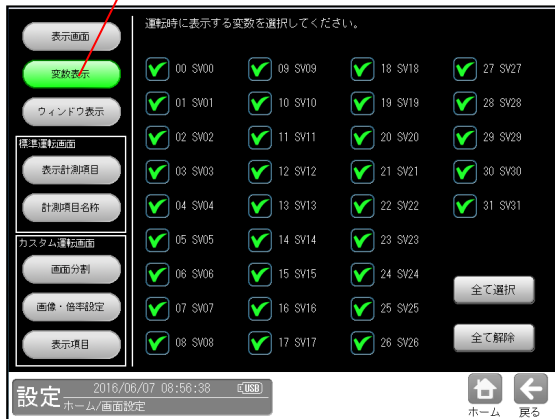 運転時に表示する変数を選択してください。
表示画面
変数表示
ウィンドウ表示
標準運転画面
表示計測項目
計測項目名称
カスタム運転画面
画面分割
画像・倍率設定
表示項目
00 SV00
01 SV01
02 SV02
03 SV03
04 SV04
05 SV05
06 SV06
07 SV07
08 SV08
09 SV09
10 SV10
11 SV11
12 SV12
13 SV13
14 SV14
15 SV15
16 SV16
17 SV17
18 SV18
19 SV19
20 SV20
21 SV21
22 SV22
23 SV23
24 SV24
25 SV25
26 SV26
27 SV27
28 SV28
29 SV29
30 SV30
31 SV31
全て選択
全て解除
設定
2016/06/07 08:56:38 USB
ホーム/画面設定
ホーム
戻る